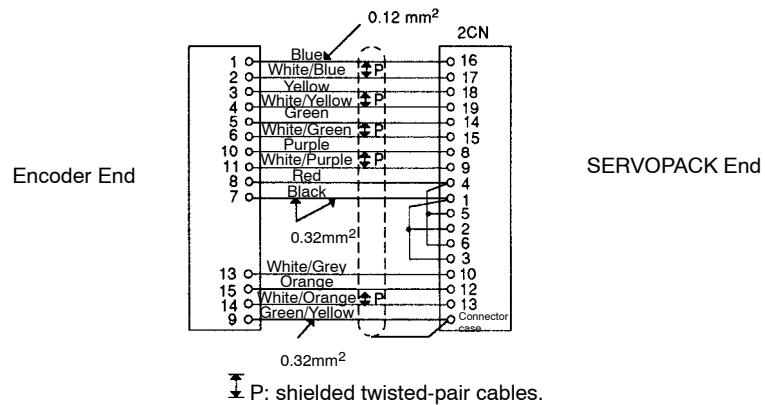 0.12 mm²
2CN
1 Blue 16
2 White/Blue P 17
3 Yellow 18
4 White/Yellow P 19
5 Green 14
6 White/Green P 15
10 Purple 8
11 White/Purple P 9
8 Red 4
7 Black 1
5
2
6
3
Encoder End
SERVOPACK End
0.32mm²
13 White/Grey 10
15 Orange 12
14 White/Orange P 13
9 Green/Yellow Connector case
0.32mm²
P: shielded twisted-pair cables.